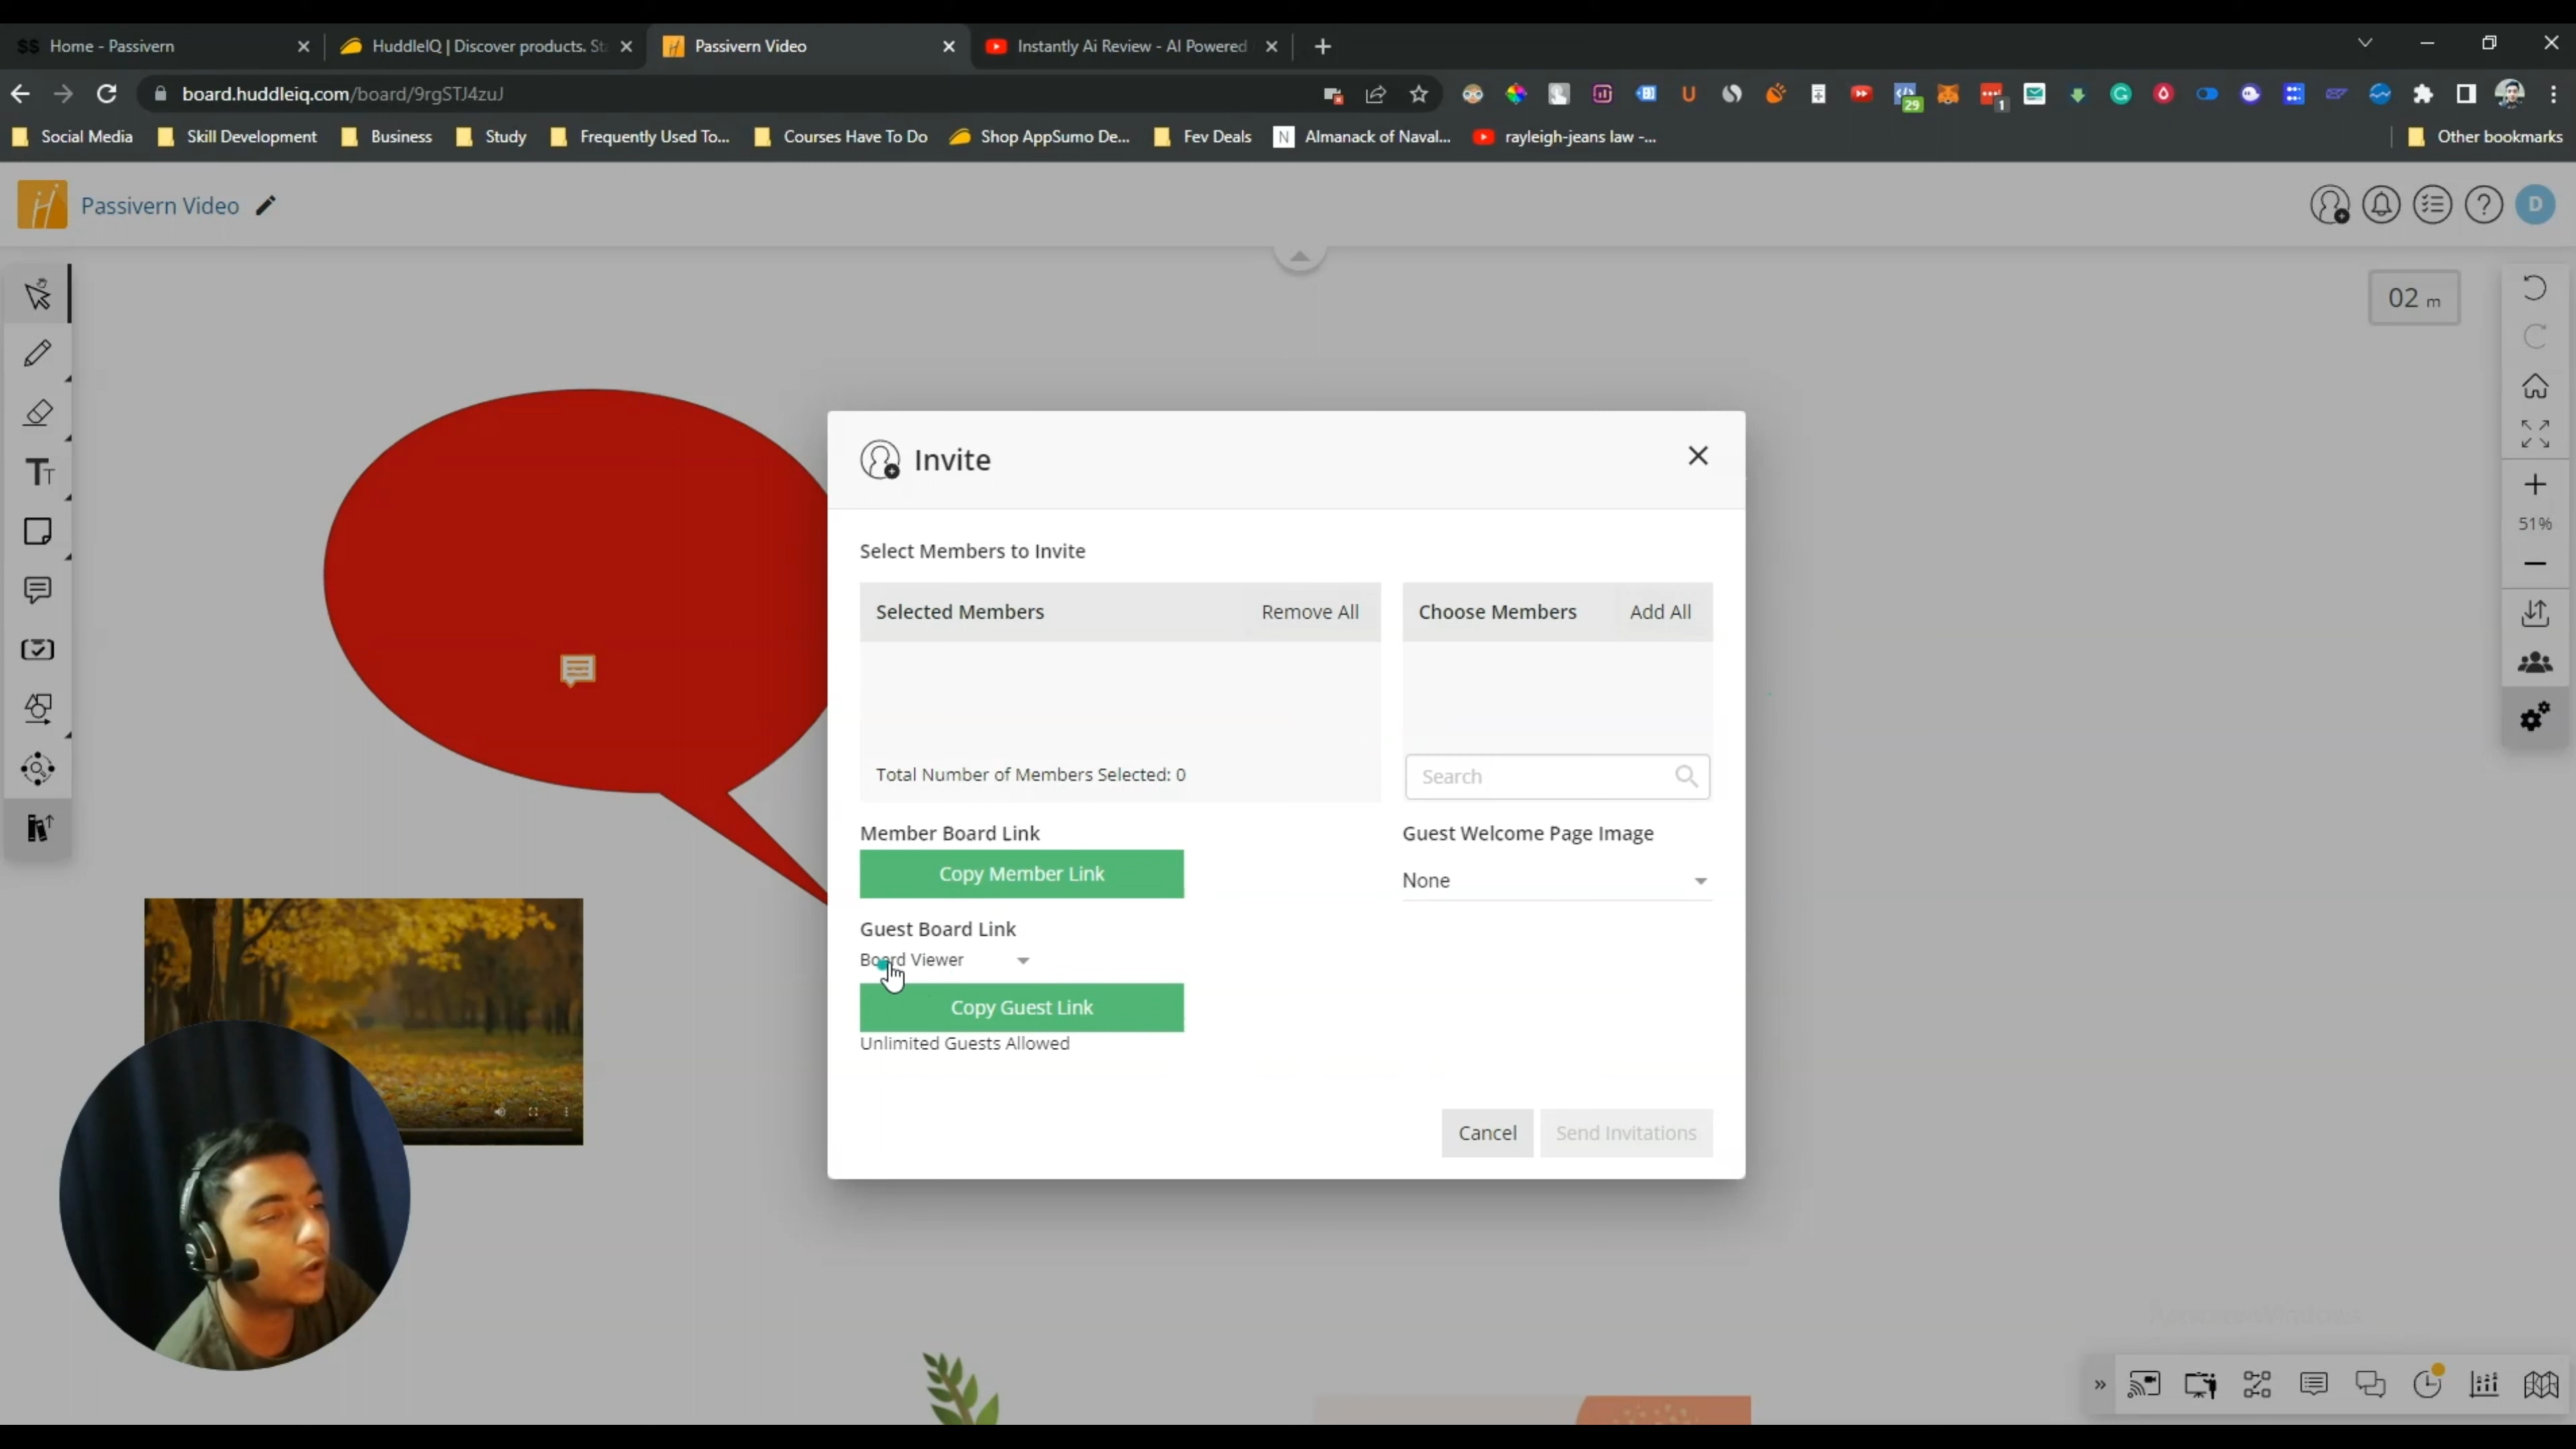 $$ Home - Passivern
HuddleIQ | Discover products. St
Passivern Video
Instantly Ai Review - AI Powered
board.huddleiq.com/board/9rgSTJ4zuJ
29
1
Social Media
Skill Development
Business
Study
Frequently Used To...
Courses Have To Do
Shop AppSumo De...
Fev Deals
N Almanack of Naval...
rayleigh-jeans law -...
Other bookmarks
Passivern Video
?
D
02 m
TT
51%
Invite
Select Members to Invite
Selected Members
Remove All
Choose Members
Add All
Total Number of Members Selected: 0
Search
Member Board Link
Copy Member Link
Guest Welcome Page Image
None
Guest Board Link
Board Viewer
Copy Guest Link
Unlimited Guests Allowed
Cancel
Send Invitations